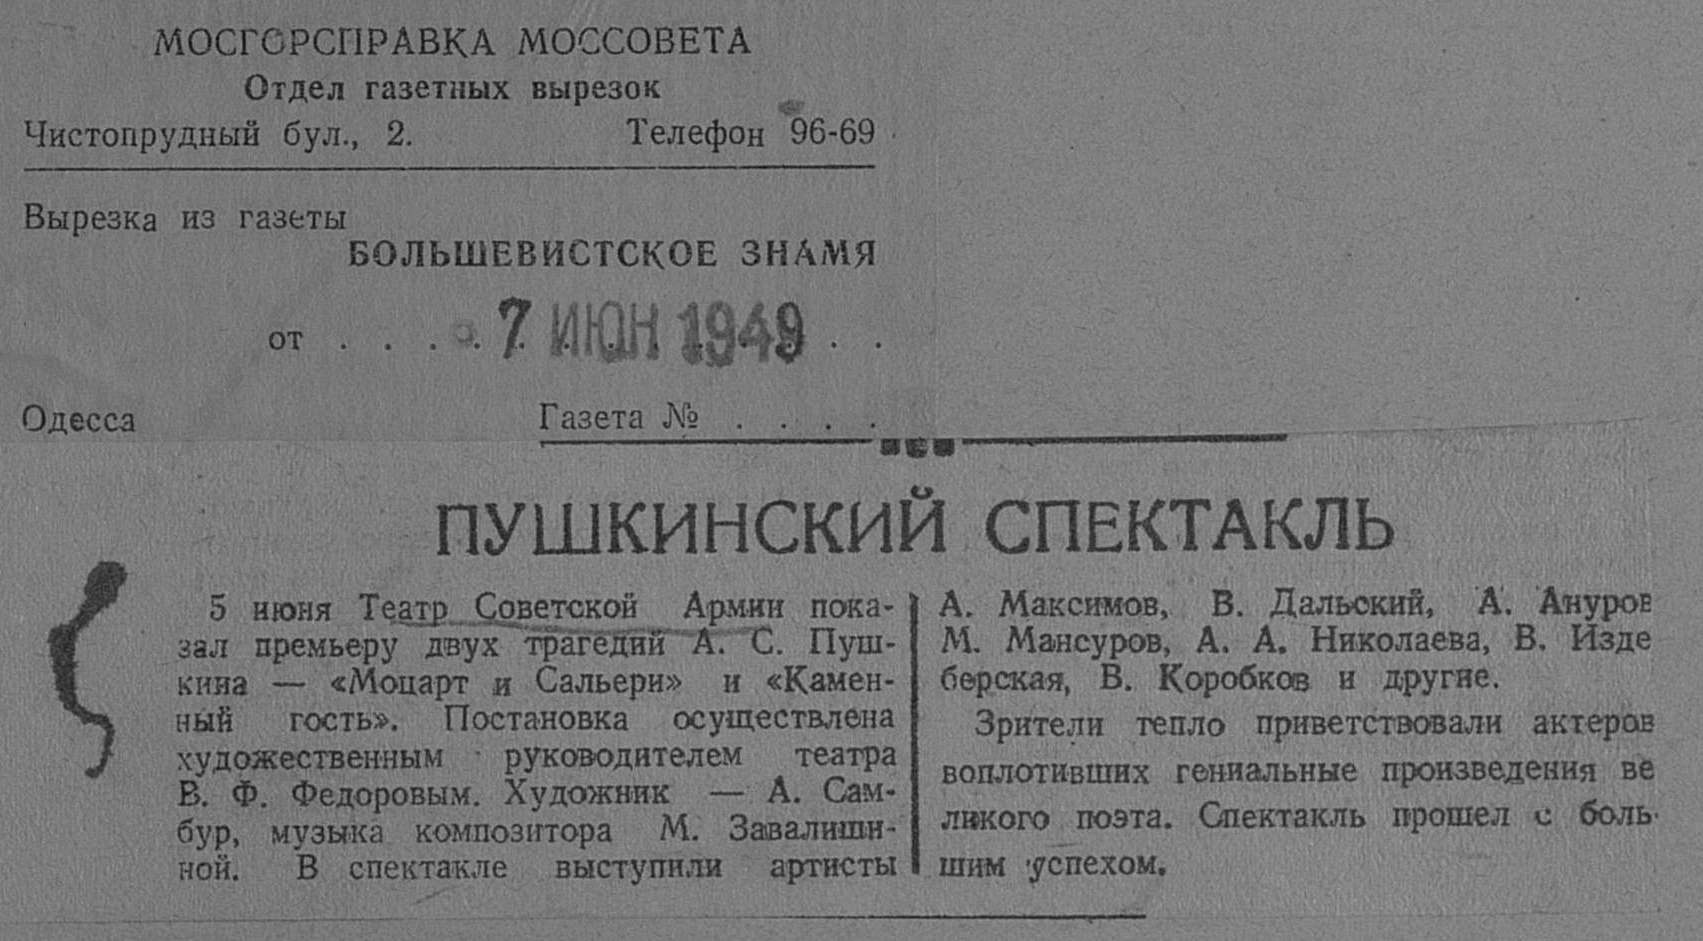 МОСГОРСПРАВКА МОССОВЕТА
Отдел газетных вырезок
Чистопрудный бул., 2. Телефон 96-69
Вырезка из газеты
БОЛЬШЕВИСТСКОЕ ЗНАМЯ
от . . . . 7 ИЮН 1949 . .
Одесса Газета № . . . .
ПУШКИНСКИЙ СПЕКТАКЛЬ
5 июня Театр Советской Армии пока-
зал премьеру двух трагедий А. С. Пуш-
кина — «Моцарт и Сальери» и «Камен-
ный гость». Постановка осуществлена
художественным руководителем театра
В. Ф. Федоровым. Художник — А. Сам-
бур, музыка композитора М. Завалиши-
ной. В спектакле выступили артисты
А. Максимов, В. Дальский, А. Ануров
М. Мансуров, А. А. Николаева, В. Изде
берская, В. Коробков и другие.
Зрители тепло приветствовали актеров
воплотивших гениальные произведения ве
ликого поэта. Спектакль прошел с боль-
шим успехом.